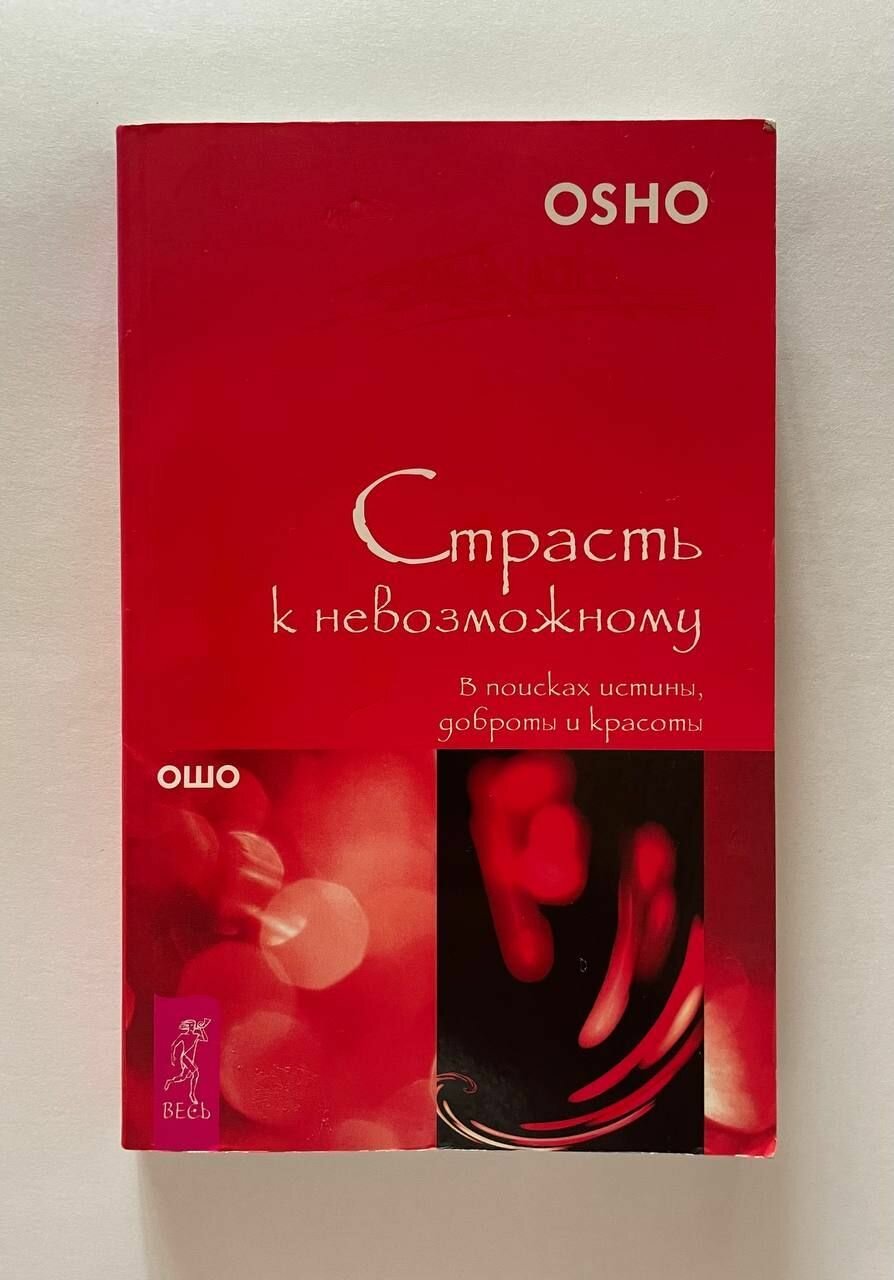 OSHO
Страсть
к невозможному
В поисках истины,
доброты и красоты
ОШО
ВЕСЬ